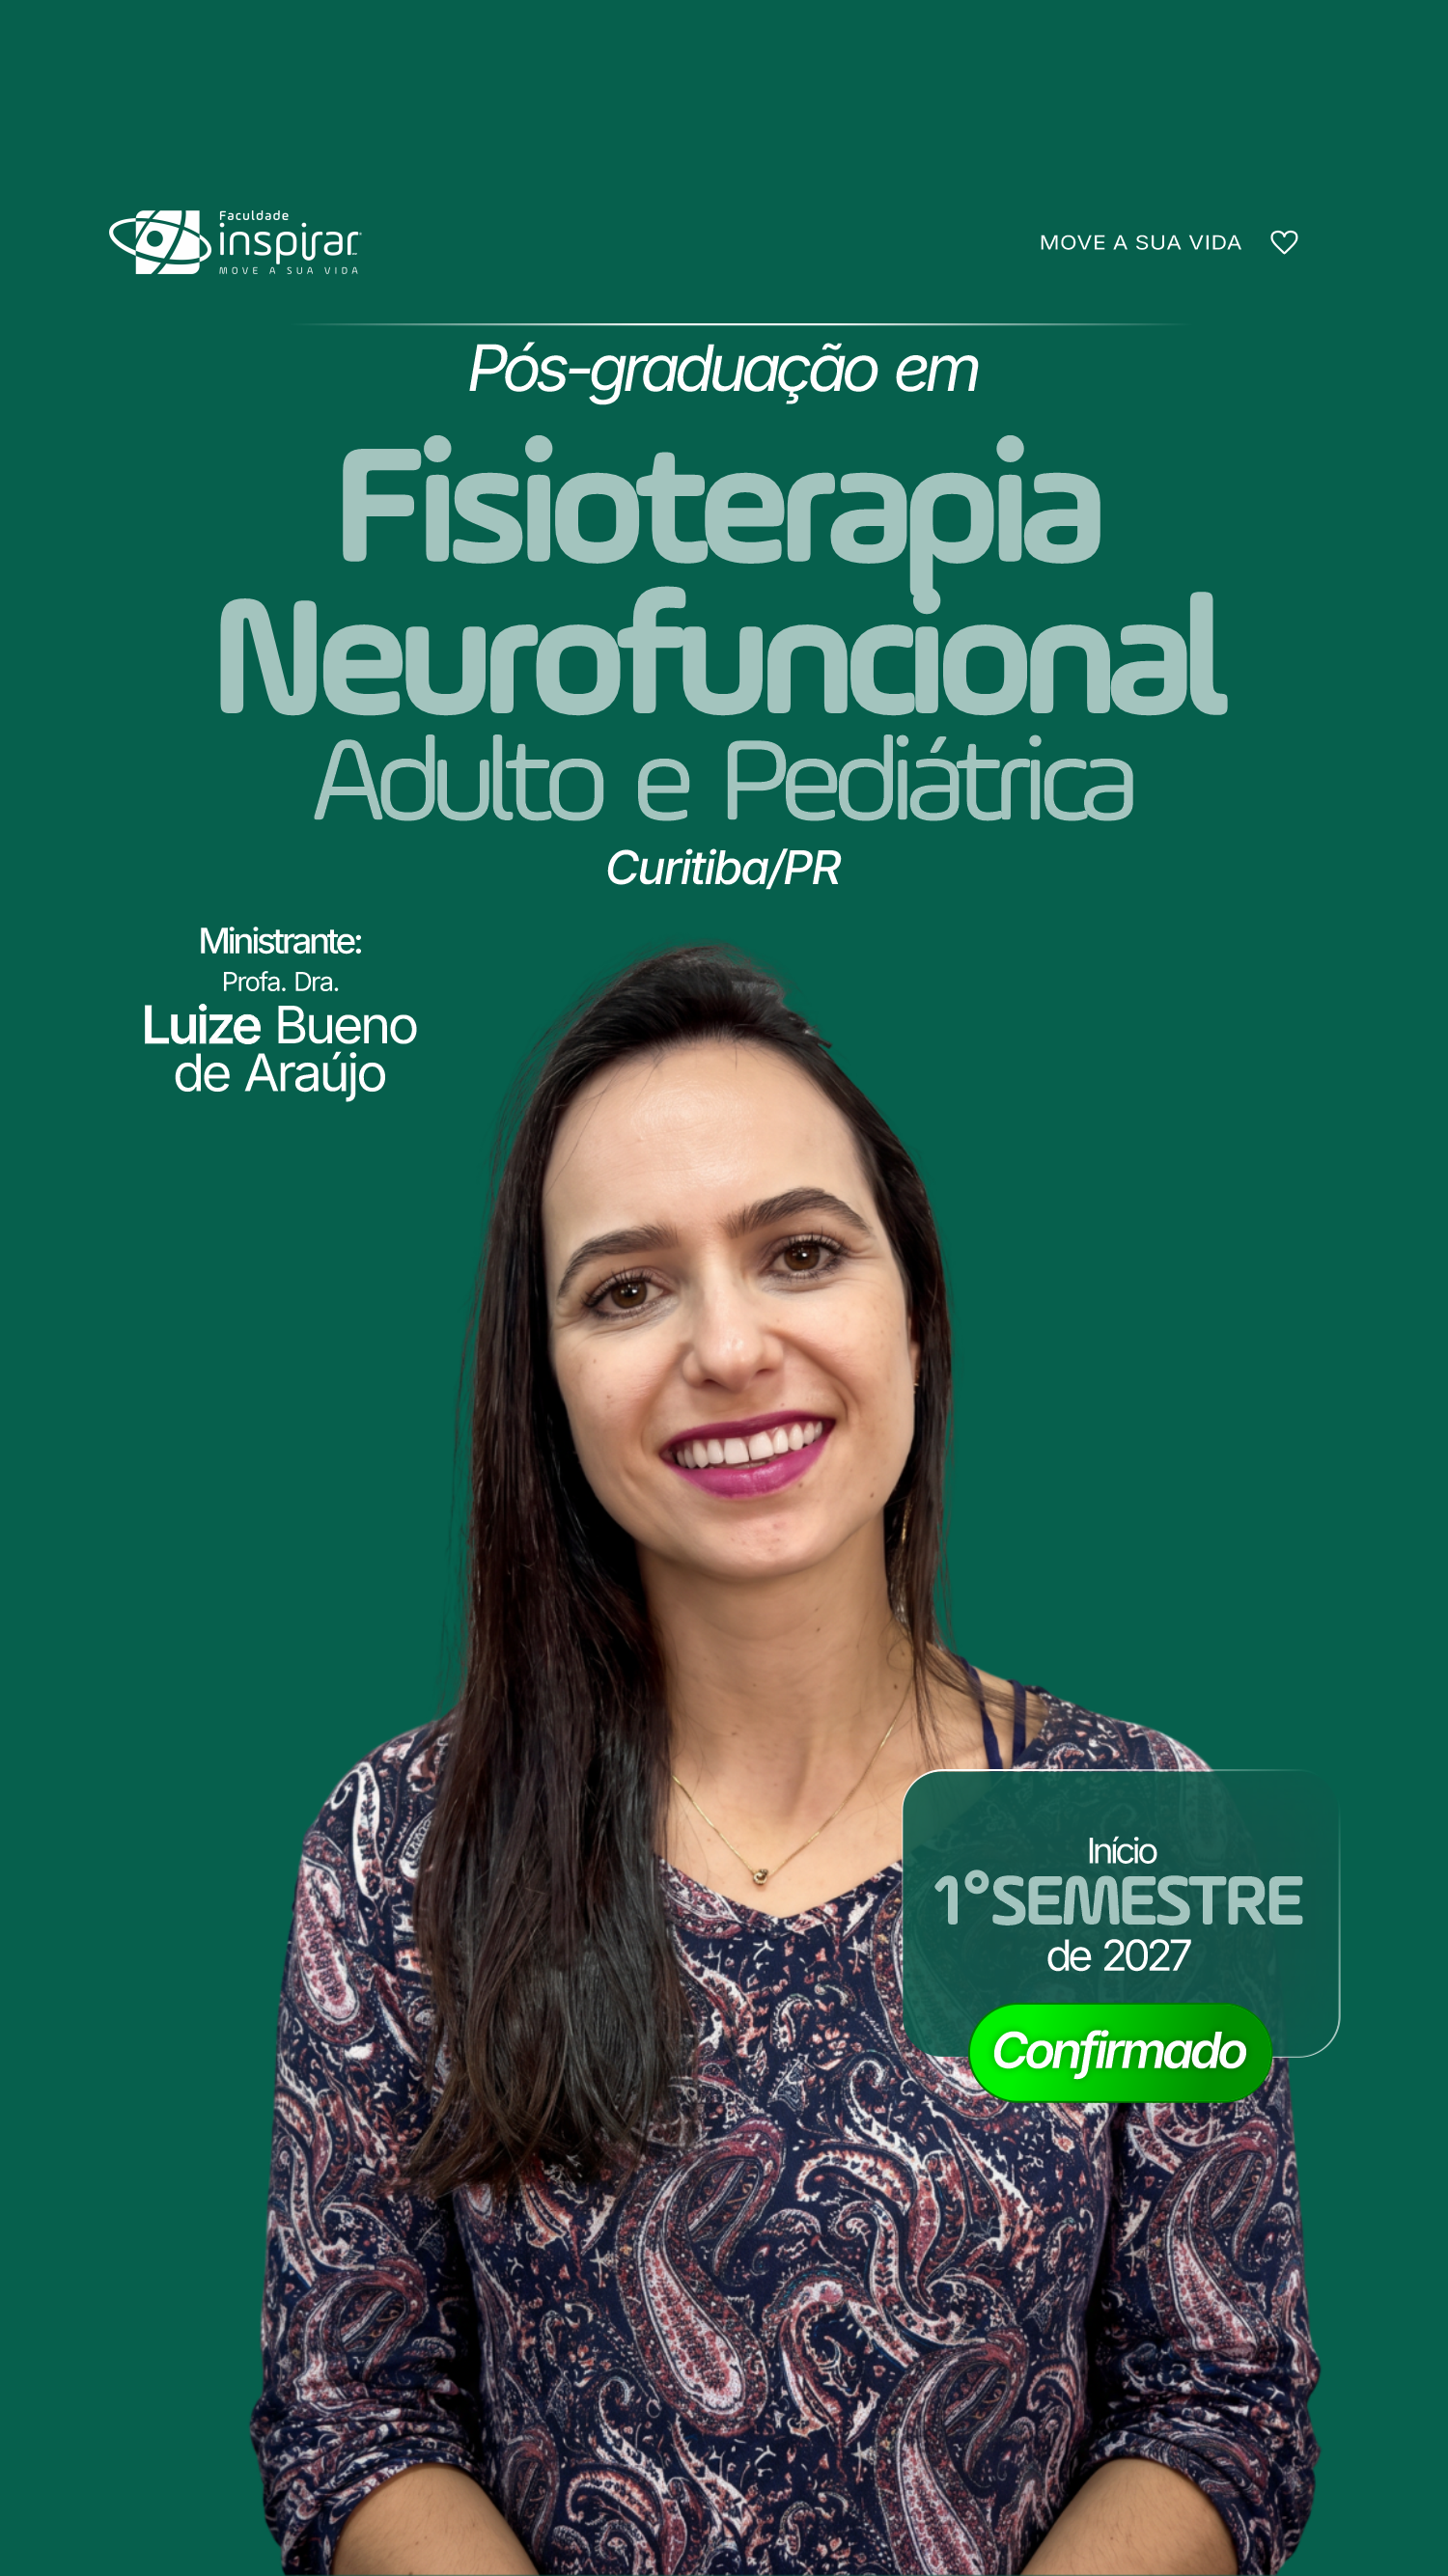 Faculdade
inspirar
MOVE A SUA VIDA
MOVE A SUA VIDA
Pós-graduação em
Fisioterapia
Neurofuncional
Adulto e Pediátrica
Curitiba/PR
Ministrante:
Profa. Dra.
Luize Bueno
de Araújo
Início
1°SEMESTRE
de 2027
Confirmado